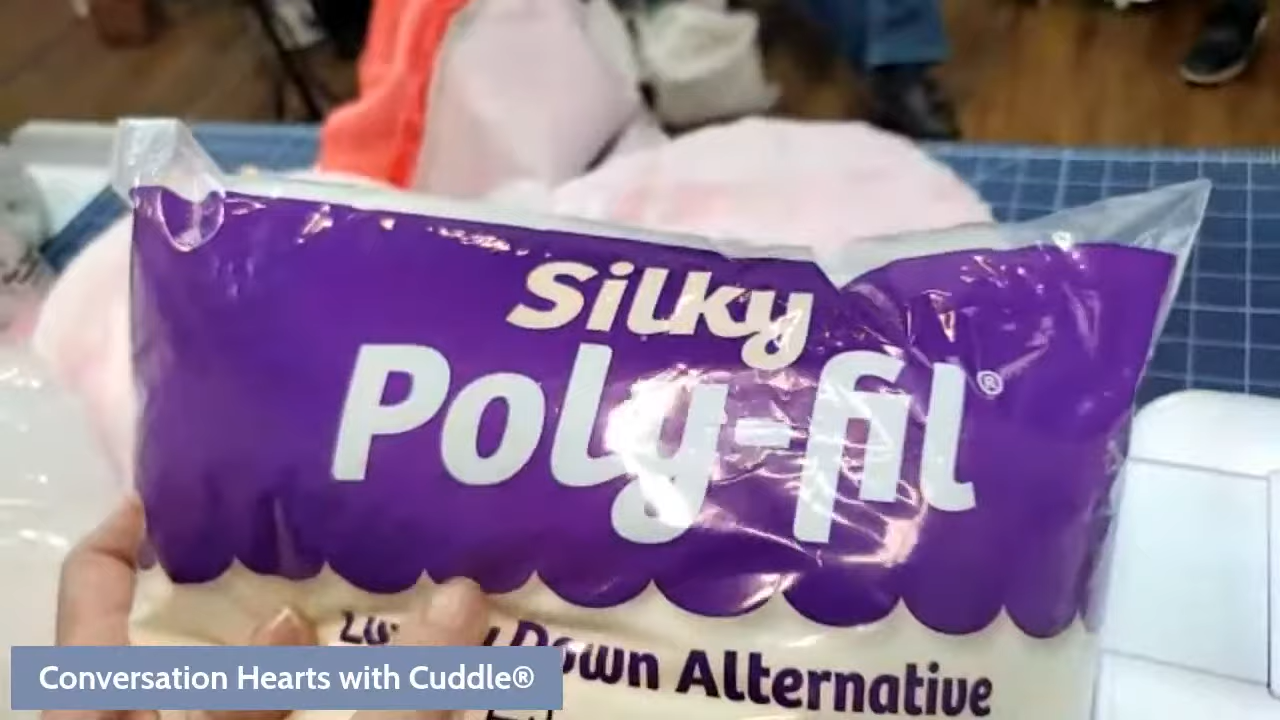 Silky
Poly-fil®
Down Alternative
Conversation Hearts with Cuddle®